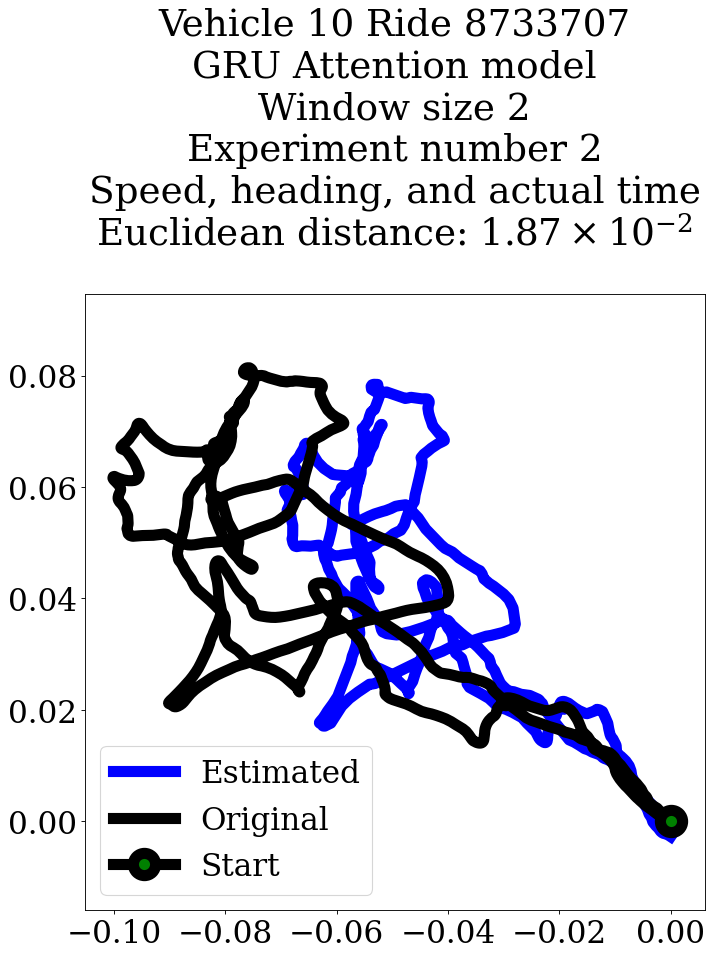 Vehicle 10 Ride 8733707
GRU Attention model
Window size 2
Experiment number 2
Speed, heading, and actual time
Euclidean distance: 1.87 × 10⁻²
0.08
0.06
0.04
0.02
0.00
Estimated
Original
Start
−0.10 −0.08 −0.06 −0.04 −0.02 0.00